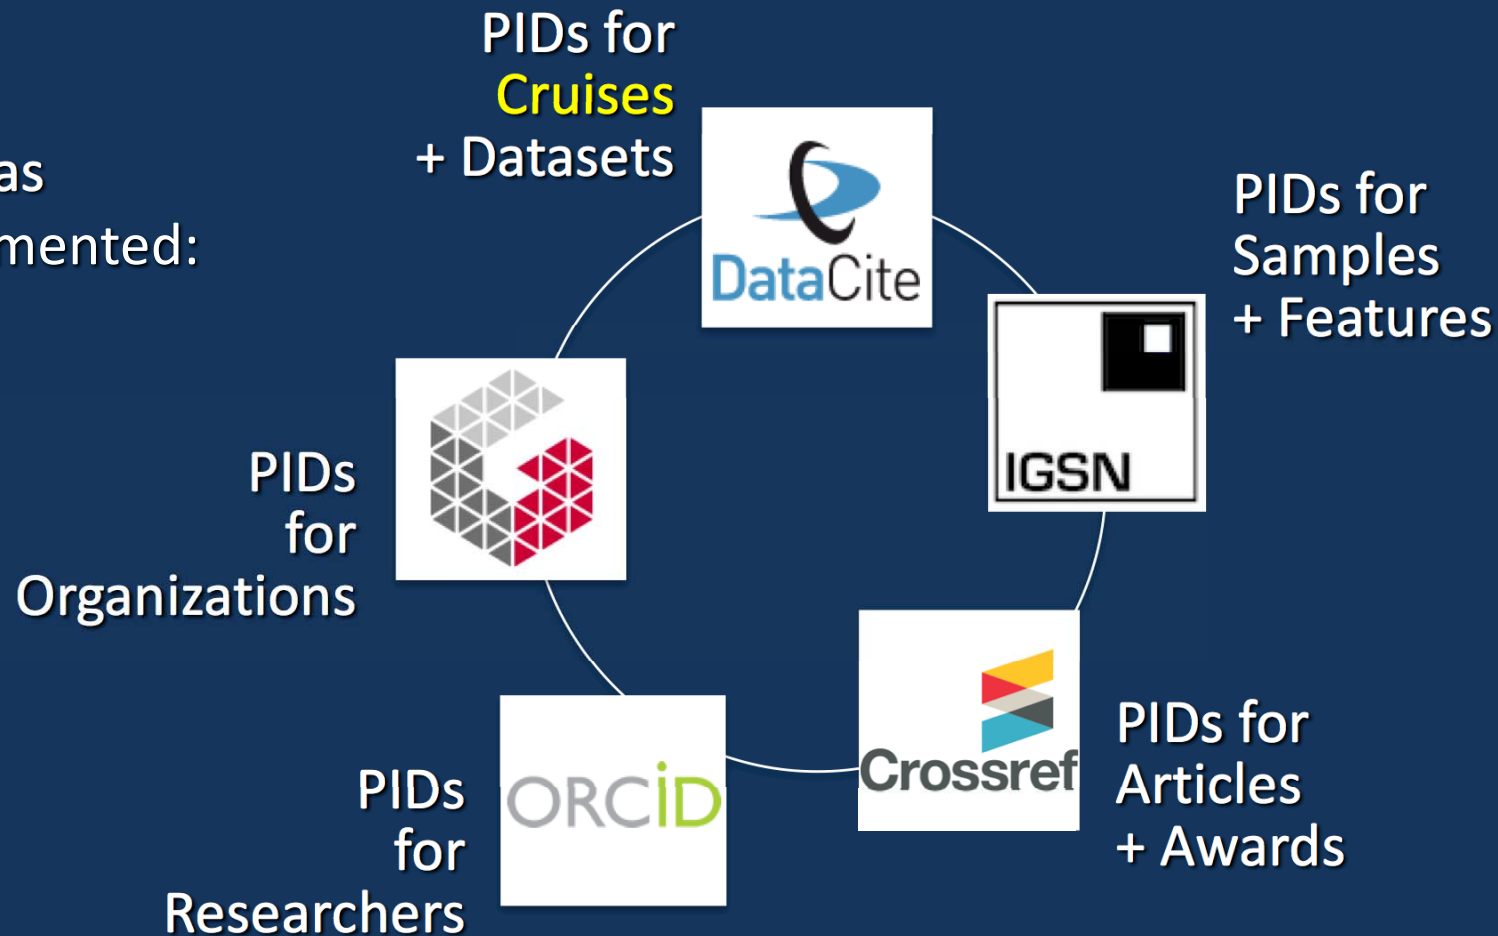 PIDs for
Cruises
+ Datasets
as
mented:
DataCite
PIDs for
Samples
+ Features
IGSN
PIDs
for
Organizations
Crossref
PIDs for
Articles
+ Awards
ORCiD
PIDs
for
Researchers